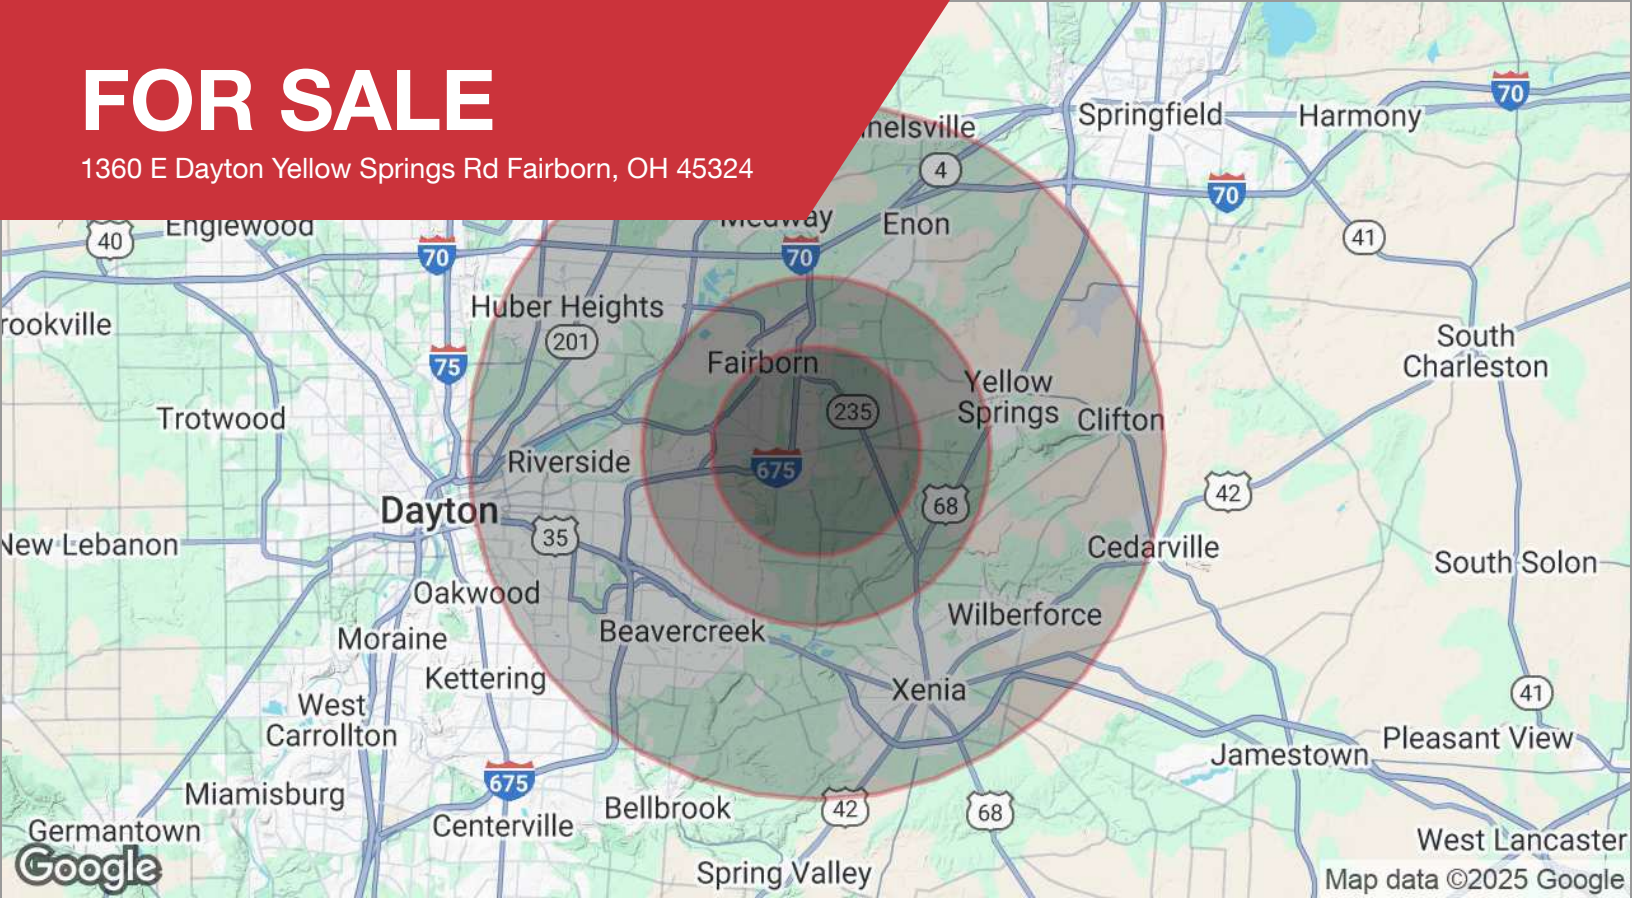 FOR SALE
1360 E Dayton Yellow Springs Rd Fairborn, OH 45324
Springfield
Harmony
70
4
70
Enon
41
40
Englewood
70
Medway
70
Huber Heights
201
75
Fairborn
South
Charleston
Yellow
Springs
Clifton
235
Trotwood
Riverside
675
68
42
Dayton
35
New Lebanon
Cedarville
South Solon
Oakwood
Wilberforce
Moraine
Beavercreek
Kettering
Xenia
41
West
Carrollton
Pleasant View
Jamestown
675
Miamisburg
Bellbrook
42
68
Germantown
Centerville
West Lancaster
Spring Valley
Google
Map data ©2025 Google